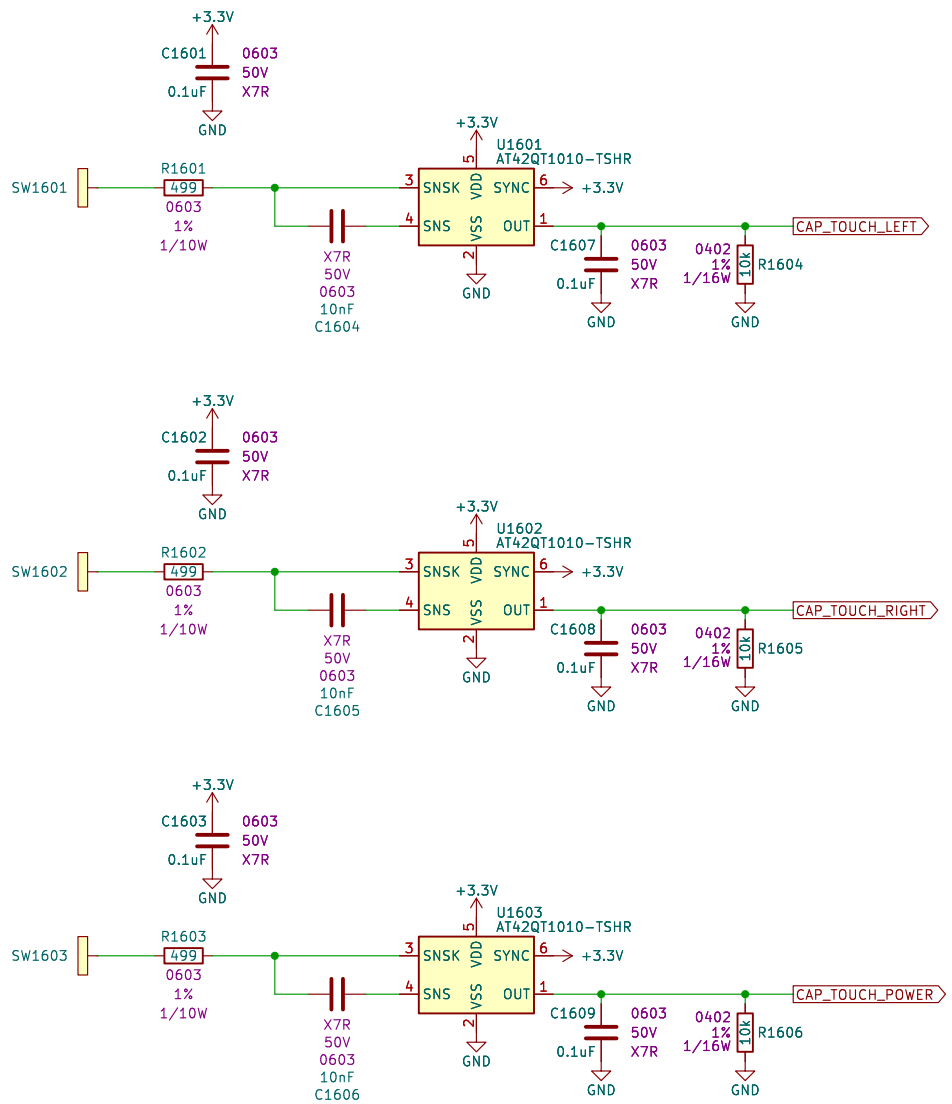 +3.3V
C1601
0603
50V
0.1uF
X7R
GND
+3.3V
U1601
AT42QT1010-TSHR
5
VDD
R1601
SW1601
499
3
SNSK
SYNC
6
+3.3V
0603
1%
1/10W
4
SNS
VSS
OUT
1
CAP_TOUCH_LEFT
2
GND
X7R
50V
0603
10nF
C1604
C1607
0603
50V
0.1uF
X7R
GND
0402
1%
1/16W
10k
R1604
GND
+3.3V
C1602
0603
50V
0.1uF
X7R
GND
+3.3V
U1602
AT42QT1010-TSHR
5
VDD
R1602
SW1602
499
3
SNSK
SYNC
6
+3.3V
0603
1%
1/10W
4
SNS
VSS
OUT
1
CAP_TOUCH_RIGHT
2
GND
X7R
50V
0603
10nF
C1605
C1608
0603
50V
0.1uF
X7R
GND
0402
1%
1/16W
10k
R1605
GND
+3.3V
C1603
0603
50V
0.1uF
X7R
GND
+3.3V
U1603
AT42QT1010-TSHR
5
VDD
R1603
SW1603
499
3
SNSK
SYNC
6
+3.3V
0603
1%
1/10W
4
SNS
VSS
OUT
1
CAP_TOUCH_POWER
2
GND
X7R
50V
0603
10nF
C1606
C1609
0603
50V
0.1uF
X7R
GND
0402
1%
1/16W
10k
R1606
GND